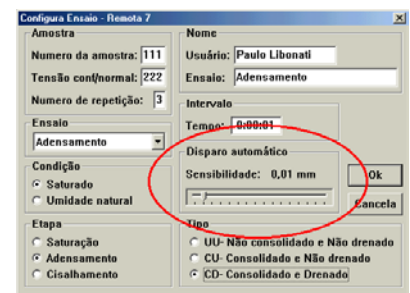 Configura Ensaio - Remota 7
Amostra
Numero da amostra: 111
Tensão conf/normal: 222
Numero de repetição: 3
Ensaio
Adensamento
Condição
Saturado
Umidade natural
Etapa
Saturação
Adensamento
Cisalhamento
Nome
Usuário: Paulo Libonati
Ensaio: Adensamento
Intervalo
Tempo: 0:00:01
Disparo automático
Sensibilidade: 0,01 mm
Ok
Cancela
Tipo
UU- Não consolidado e Não drenado
CU- Consolidado e Não drenado
CD- Consolidado e Drenado